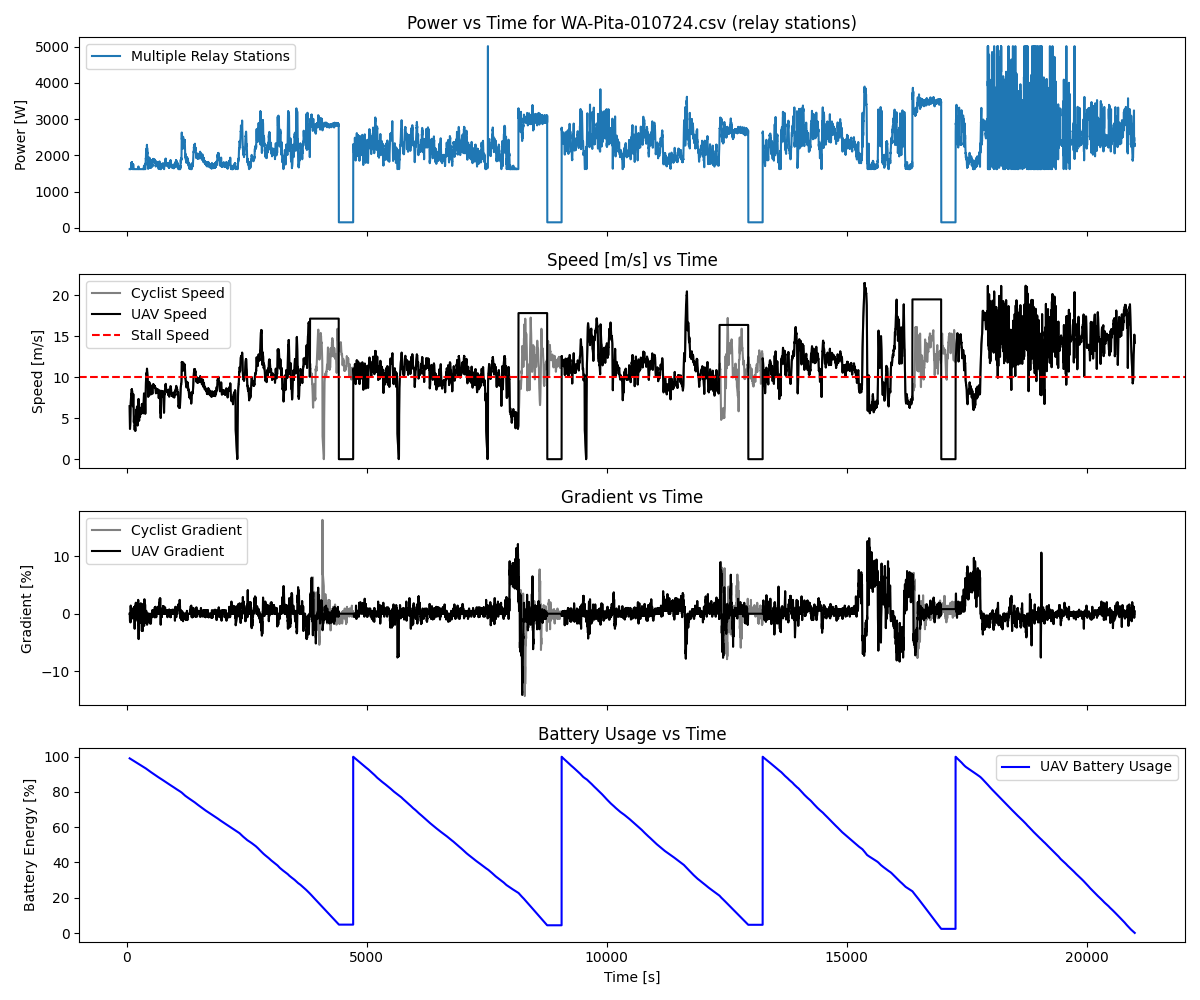 Power vs Time for WA-Pita-010724.csv (relay stations)
Power [W]
5000
4000
3000
2000
1000
0
Multiple Relay Stations
Speed [m/s] vs Time
Speed [m/s]
20
15
10
5
0
Cyclist Speed
UAV Speed
Stall Speed
Gradient vs Time
Gradient [%]
10
0
−10
Cyclist Gradient
UAV Gradient
Battery Usage vs Time
Battery Energy [%]
100
80
60
40
20
0
UAV Battery Usage
0 5000 10000 15000 20000
Time [s]